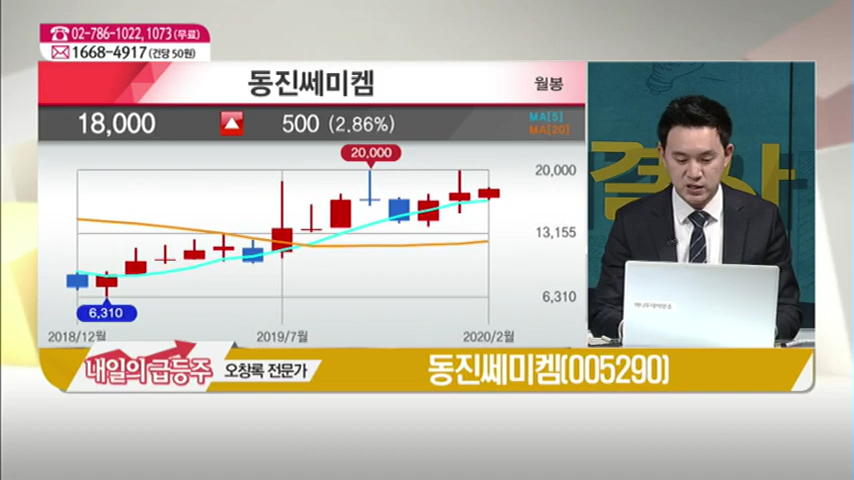 02-786-1022, 1073 (무료)
1668-4917 (건당 50원)
동진쎄미켐
월봉
18,000
500 (2.86%)
MA[5]
MA[20]
20,000
20,000
13,155
6,310
6,310
2018/12월
2019/7월
2020/2월
내일의 급등주
오창록 전문가
동진쎄미켐(005290)